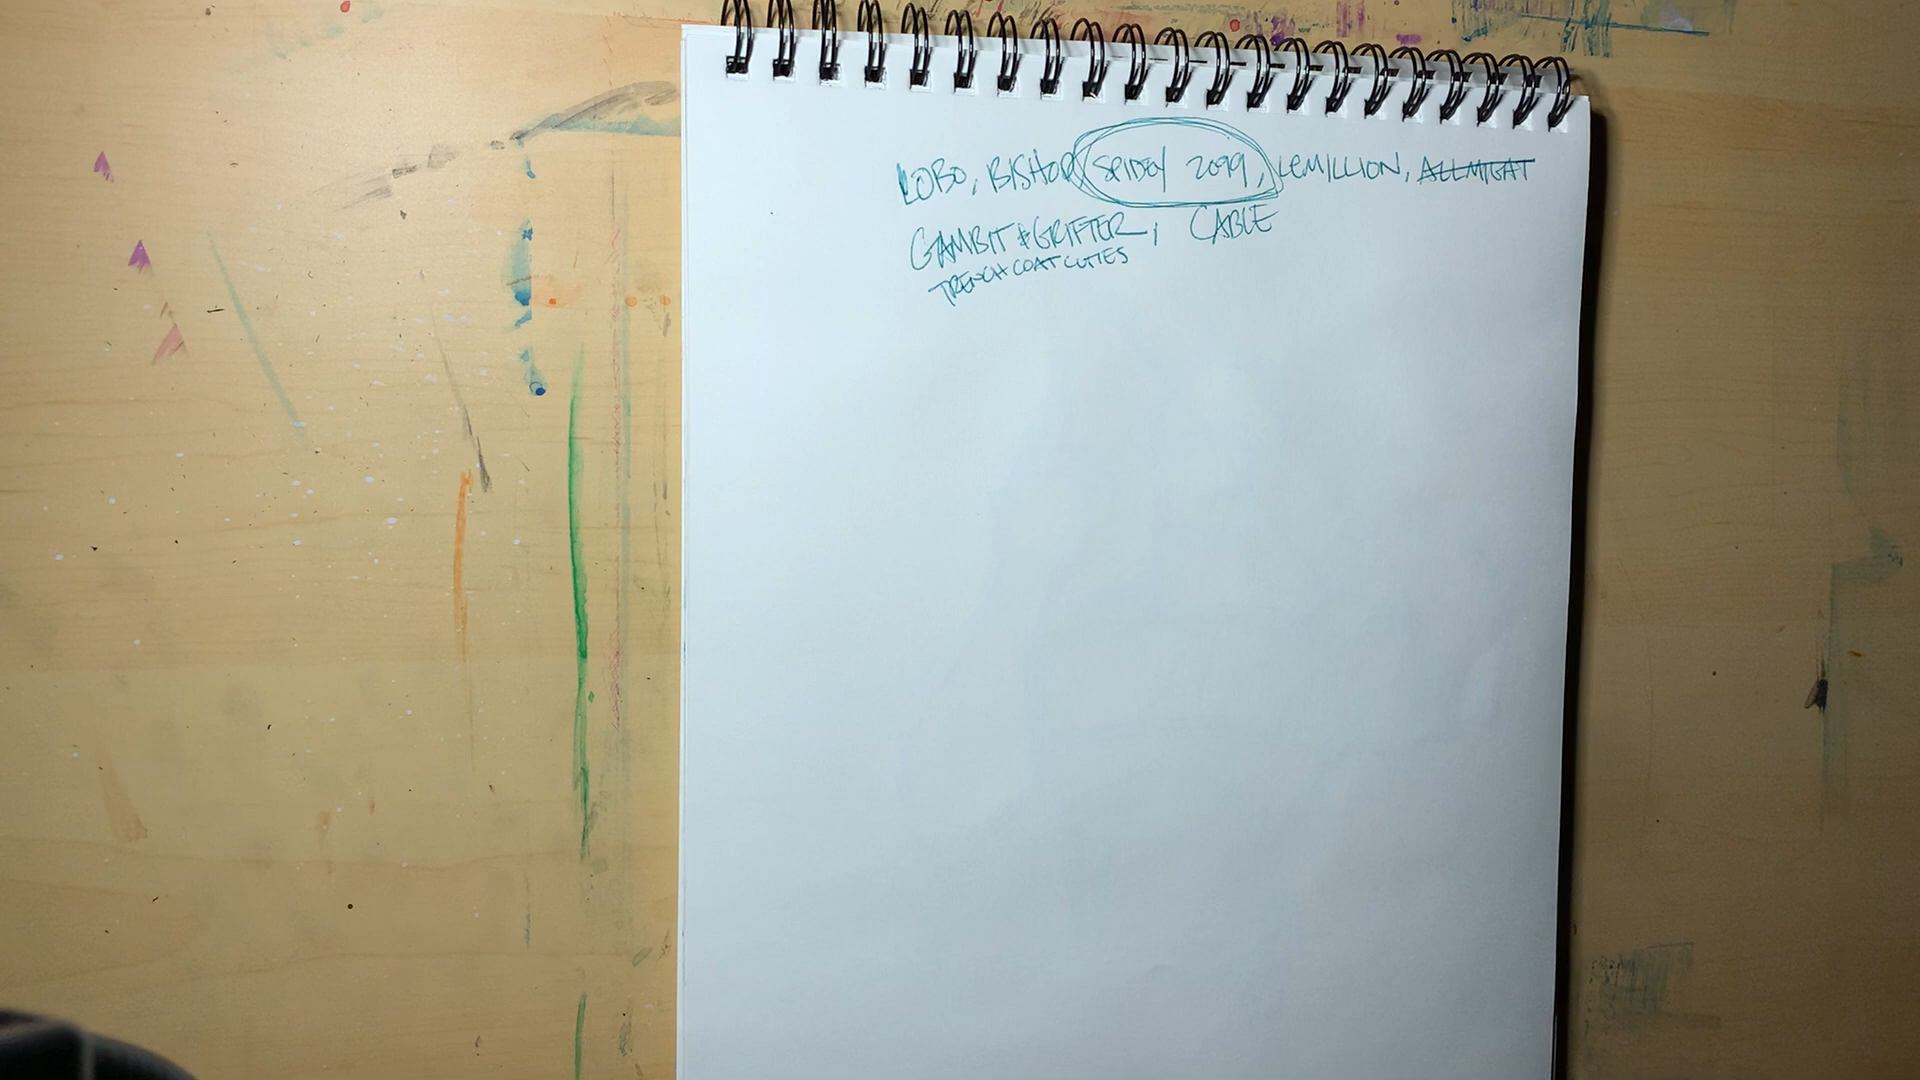 LOBO, BISHOP, SPIDEY 2099, LEMILLION, ALLMIGHT
GAMBIT & GRIFTER, CABLE
TRENCH COAT CUTIES